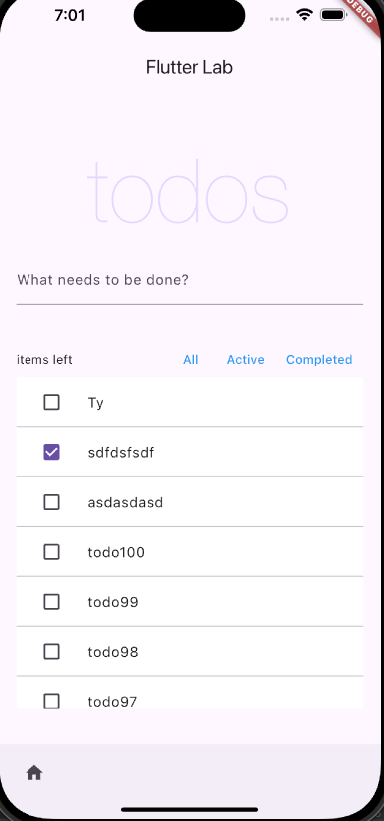 7:01
DEBUG
Flutter Lab
todos
What needs to be done?
items left All Active Completed
Ty
sdfdsfsdf
asdasdasd
todo100
todo99
todo98
todo97